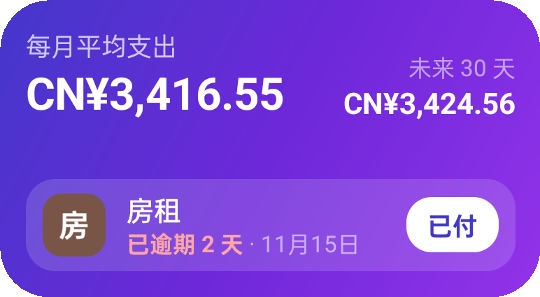 每月平均支出
CN¥3,416.55
未来 30 天
CN¥3,424.56
房
房租
已逾期 2 天 · 11月15日
已付